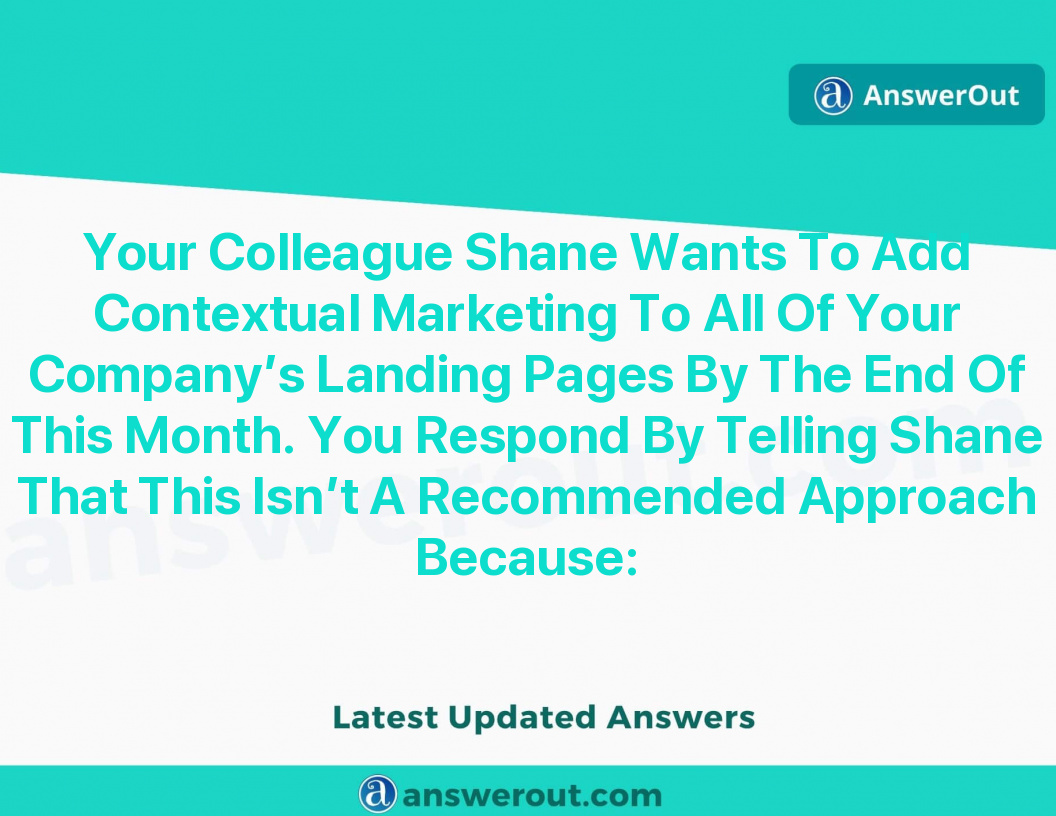 AnswerOut
Your Colleague Shane Wants To Add
Contextual Marketing To All Of Your
Company’s Landing Pages By The End Of
This Month. You Respond By Telling Shane
That This Isn’t A Recommended Approach
Because:
answerout.com
Latest Updated Answers
answerout.com